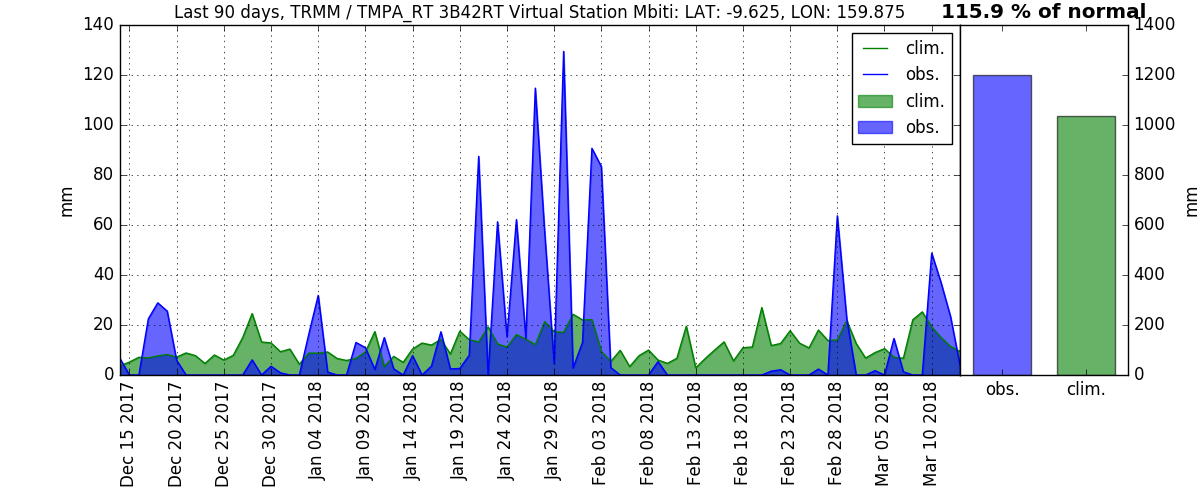 Last 90 days, TRMM / TMPA_RT 3B42RT Virtual Station Mbiti: LAT: -9.625, LON: 159.875
115.9 % of normal
140
120
100
80
60
40
20
0
mm
clim.
obs.
clim.
obs.
1400
1200
1000
800
600
400
200
0
mm
obs.
clim.
Dec 15 2017
Dec 20 2017
Dec 25 2017
Dec 30 2017
Jan 04 2018
Jan 09 2018
Jan 14 2018
Jan 19 2018
Jan 24 2018
Jan 29 2018
Feb 03 2018
Feb 08 2018
Feb 13 2018
Feb 18 2018
Feb 23 2018
Feb 28 2018
Mar 05 2018
Mar 10 2018